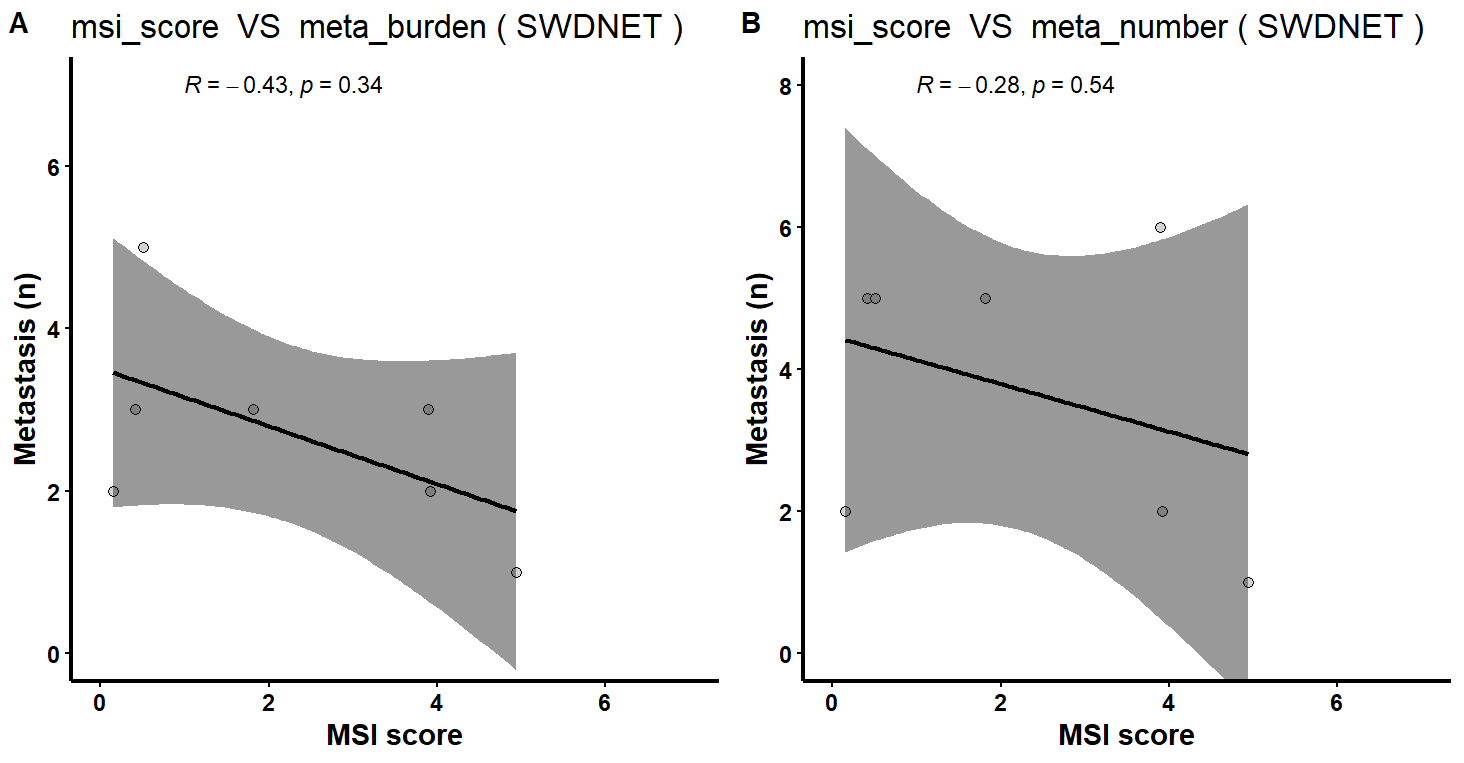 A
msi_score VS meta_burden ( SWDNET )
R = − 0.43, p = 0.34
6
4
2
0
Metastasis (n)
0 2 4 6
MSI score
B
msi_score VS meta_number ( SWDNET )
R = − 0.28, p = 0.54
8
6
4
2
0
Metastasis (n)
0 2 4 6
MSI score